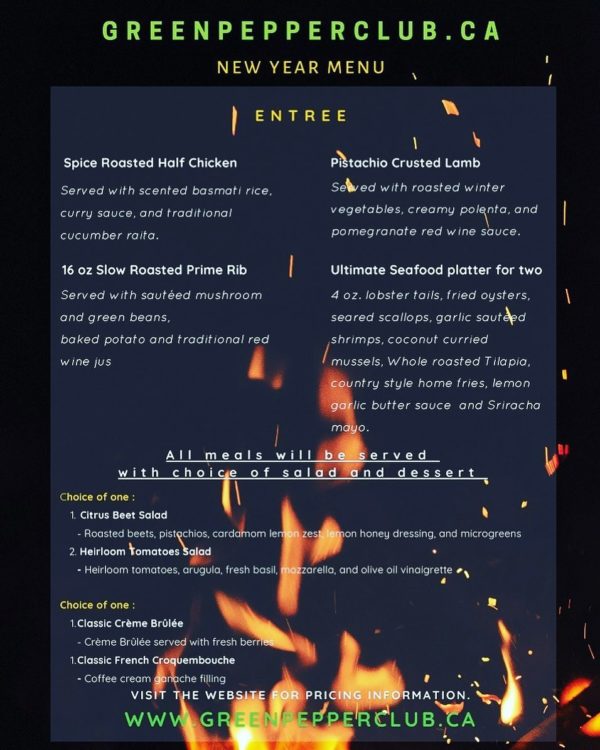 GREENPEPPERCLUB.CA
NEW YEAR MENU
ENTREE
Spice Roasted Half Chicken
Served with scented basmati rice,
curry sauce, and traditional
cucumber raita.
Pistachio Crusted Lamb
Served with roasted winter
vegetables, creamy polenta, and
pomegranate red wine sauce.
16 oz Slow Roasted Prime Rib
Served with sautéed mushroom
and green beans,
baked potato and traditional red
wine jus
Ultimate Seafood platter for two
4 oz. lobster tails, fried oysters,
seared scallops, garlic sautéed
shrimps, coconut curried
mussels, Whole roasted Tilapia,
country style home fries, lemon
garlic butter sauce and Sriracha
mayo.
All meals will be served
with choice of salad and dessert
Choice of one :
1. Citrus Beet Salad
- Roasted beets, pistachios, cardamom lemon zest, lemon honey dressing, and microgreens
2. Heirloom Tomatoes Salad
- Heirloom tomatoes, arugula, fresh basil, mozzarella, and olive oil vinaigrette
Choice of one :
1.Classic Crème Brûlée
- Crème Brûlée served with fresh berries
1.Classic French Croquembouche
- Coffee cream ganache filling
VISIT THE WEBSITE FOR PRICING INFORMATION.
WWW.GREENPEPPERCLUB.CA